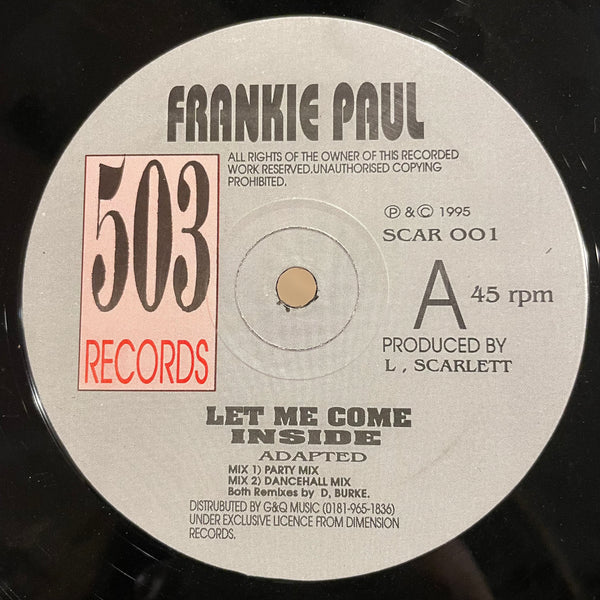 FRANKIE PAUL
ALL RIGHTS OF THE OWNER OF THIS RECORDED
WORK RESERVED.UNAUTHORISED COPYING
PROHIBITED.
503
RECORDS
Ⓟ &© 1995
SCAR 001
A 45 rpm
PRODUCED BY
L , SCARLETT
LET ME COME
INSIDE
ADAPTED
MIX 1) PARTY MIX
MIX 2) DANCEHALL MIX
Both Remixes by D, BURKE.
DISTRUBUTED BY G&Q MUSIC (0181-965-1836)
UNDER EXCLUSIVE LICENCE FROM DIMENSION
RECORDS.